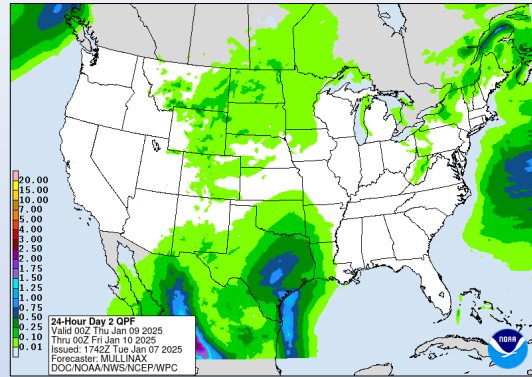 20.00
15.00
10.00
7.00
5.00
4.00
3.00
2.50
2.00
1.75
1.50
1.25
1.00
0.75
0.50
0.25
0.10
0.01
24-Hour Day 2 QPF
Valid 00Z Thu Jan 09 2025
Thru 00Z Fri Jan 10 2025
Issued: 1742Z Tue Jan 07 2025
Forecaster: MULLINAX
DOC/NOAA/NWS/NCEP/WPC
NOAA